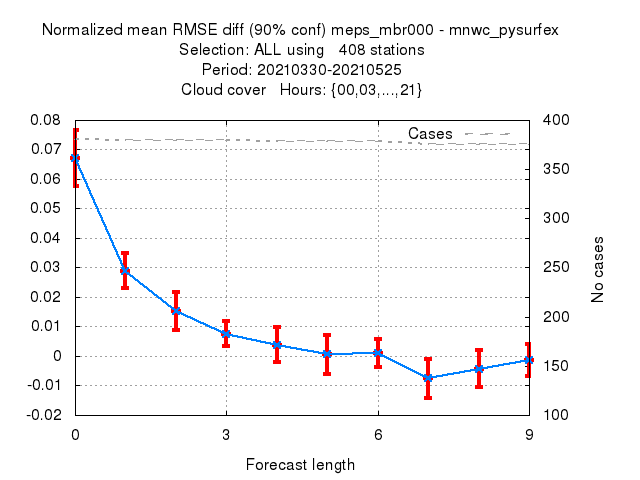 Normalized mean RMSE diff (90% conf) meps_mbr000 - mnwc_pysurfex
Selection: ALL using   408 stations
Period: 20210330-20210525
Cloud cover   Hours: {00,03,...,21}
Cases
0.08
0.07
0.06
0.05
0.04
0.03
0.02
0.01
0
-0.01
-0.02
400
350
300
250
200
150
100
No cases
0 3 6 9
Forecast length